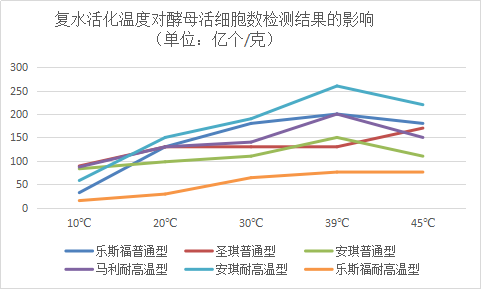 复水活化温度对酵母活细胞数检测结果的影响
（单位：亿个/克）
300
250
200
150
100
50
0
10℃ 20℃ 30℃ 39℃ 45℃
乐斯福普通型 圣琪普通型 安琪普通型
马利耐高温型 安琪耐高温型 乐斯福耐高温型